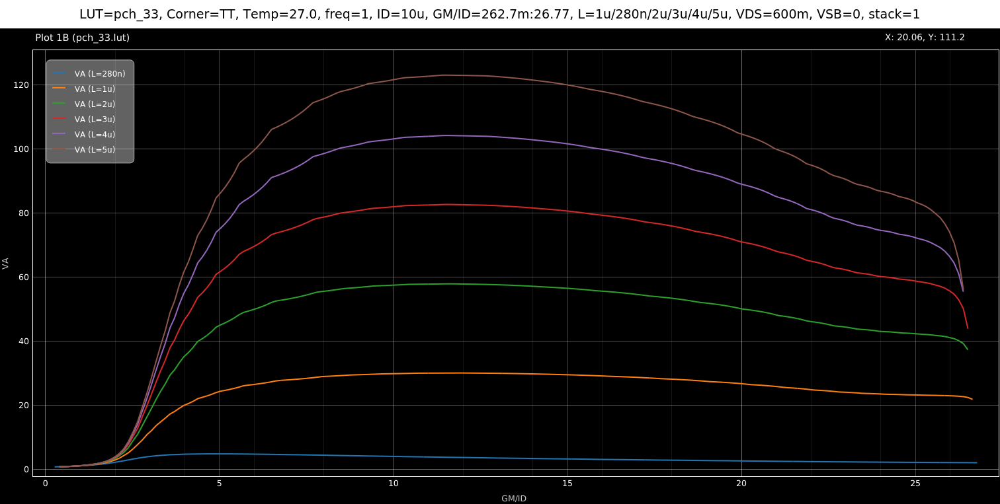 LUT=pch_33, Corner=TT, Temp=27.0, freq=1, ID=10u, GM/ID=262.7m:26.77, L=1u/280n/2u/3u/4u/5u, VDS=600m, VSB=0, stack=1
Plot 1B (pch_33.lut)
X: 20.06, Y: 111.2
VA (L=280n)
VA (L=1u)
VA (L=2u)
VA (L=3u)
VA (L=4u)
VA (L=5u)
120
100
80
60
40
20
0
VA
0
5
10
15
20
25
GM/ID